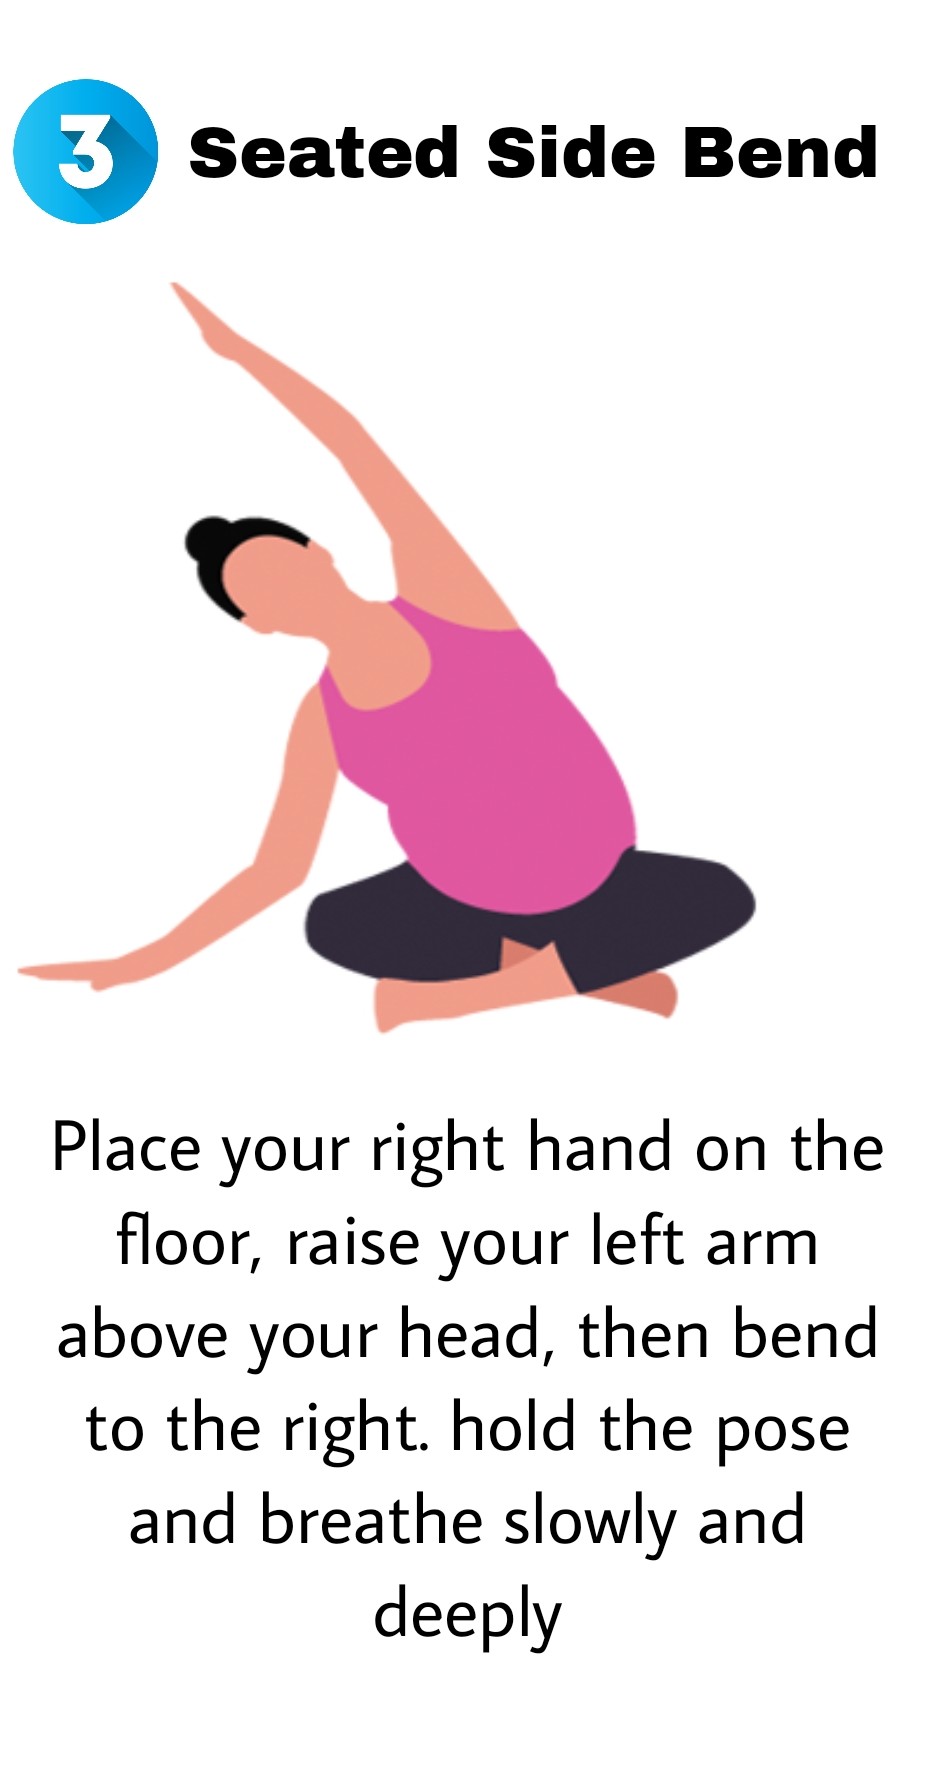 3 Seated Side Bend
Place your right hand on the
floor, raise your left arm
above your head, then bend
to the right. hold the pose
and breathe slowly and
deeply